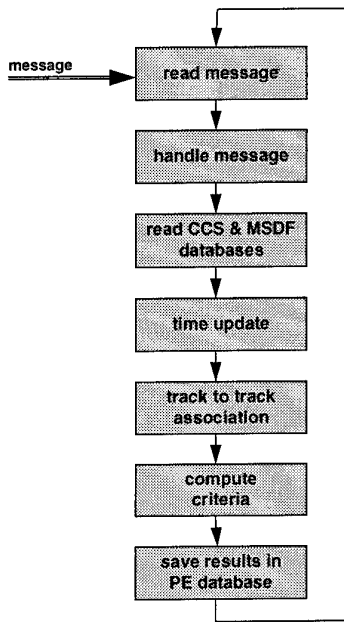 message
read message
handle message
read CCS & MSDF
databases
time update
track to track
association
compute
criteria
save results in
PE database